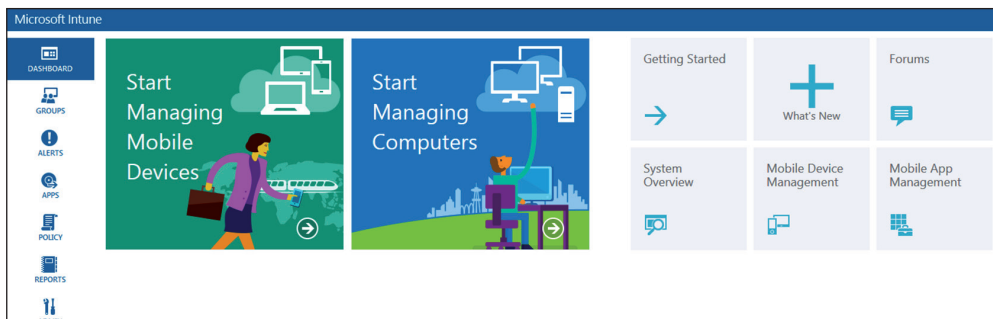 Microsoft Intune
DASHBOARD
GROUPS
ALERTS
APPS
POLICY
REPORTS
Start
Managing
Mobile
Devices
Start
Managing
Computers
Getting Started
What's New
Forums
System
Overview
Mobile Device
Management
Mobile App
Management